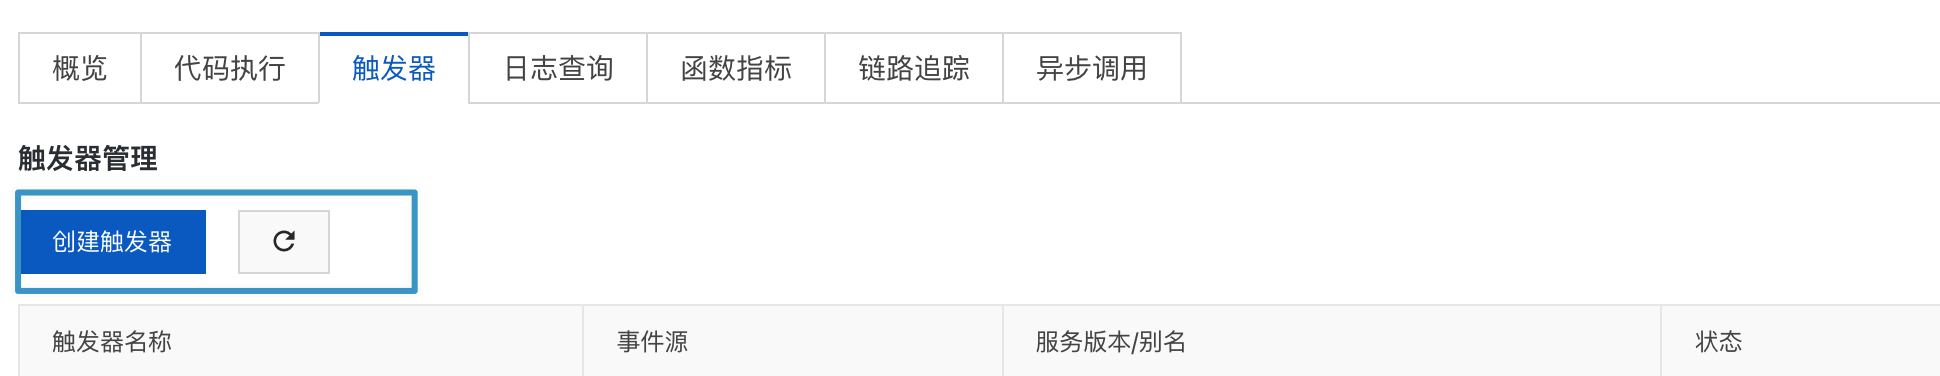 概览 代码执行 触发器 日志查询 函数指标 链路追踪 异步调用
触发器管理
创建触发器
触发器名称 事件源 服务版本/别名 状态